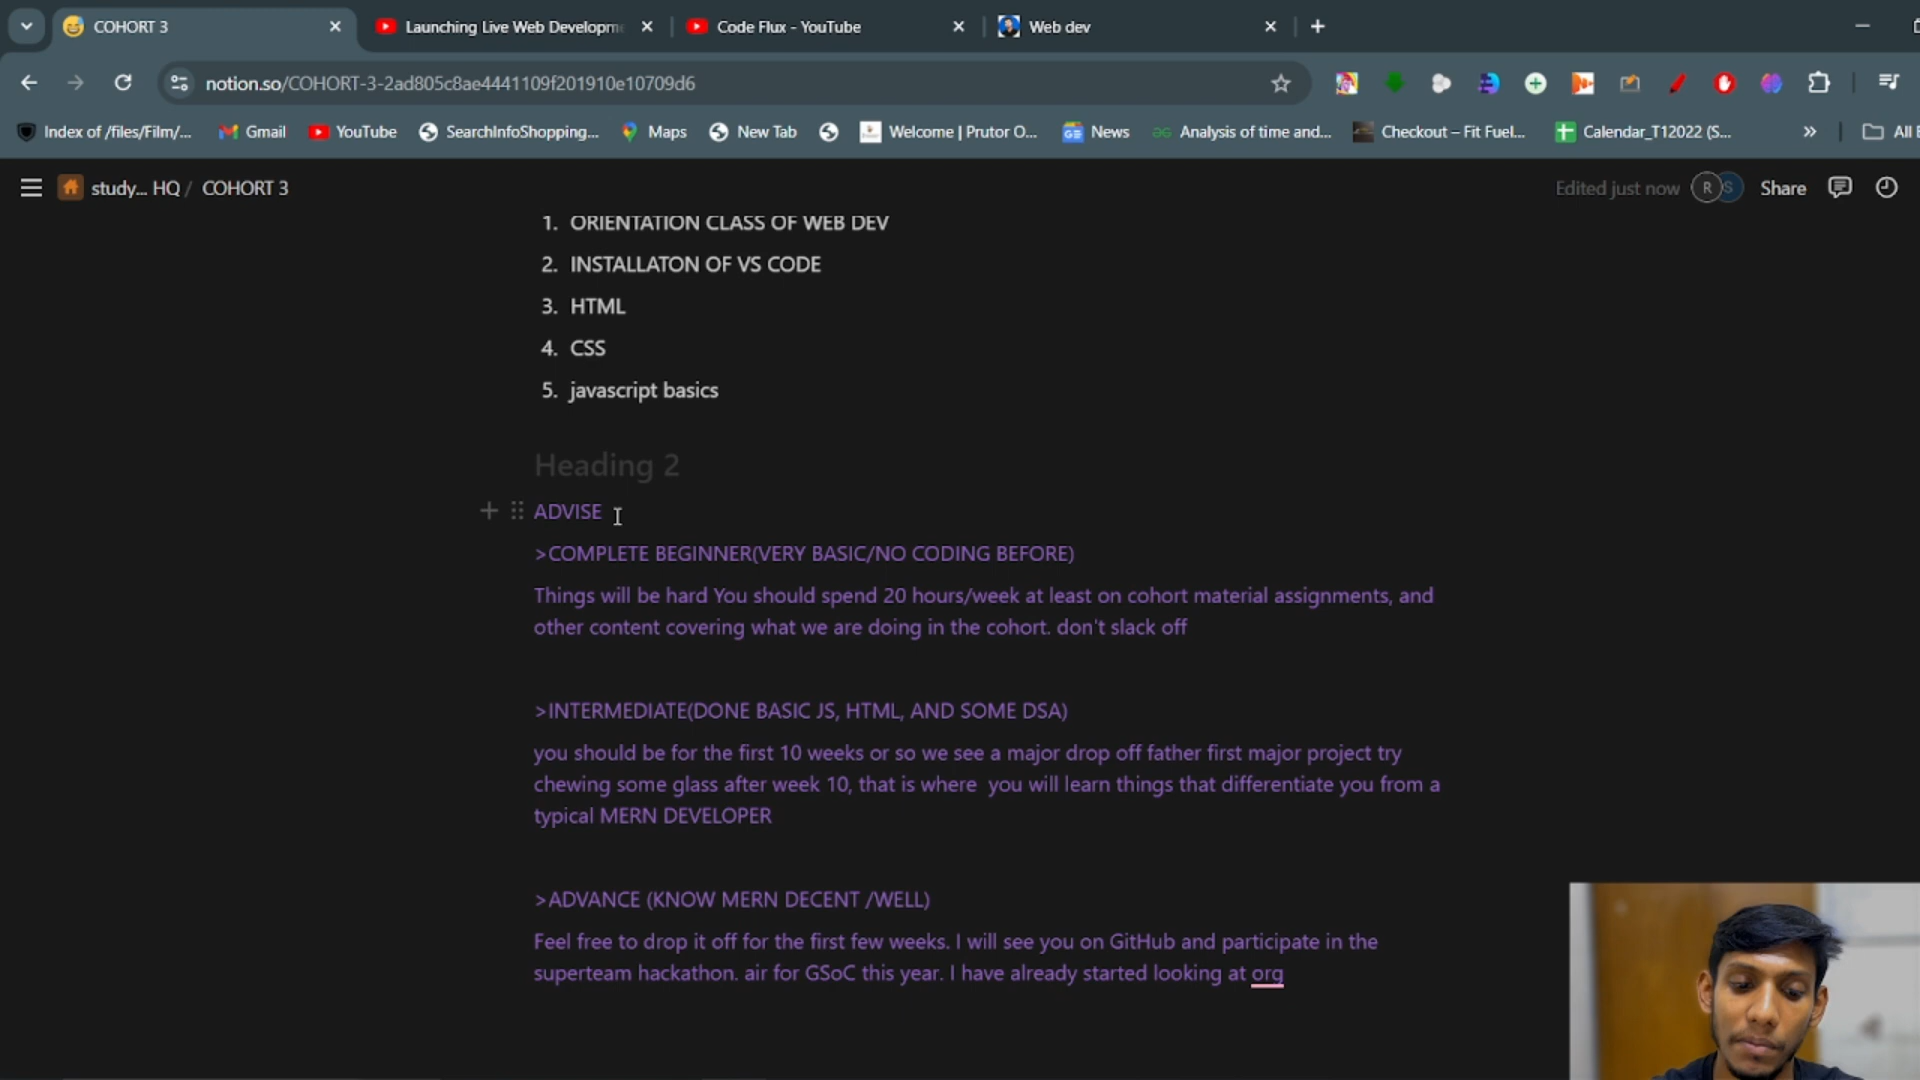 COHORT 3
Launching Live Web Developm
Code Flux - YouTube
Web dev
notion.so/COHORT-3-2ad805c8ae4441109f201910e10709d6
Index of /files/Film/...
Gmail
YouTube
SearchInfoShopping...
Maps
New Tab
Welcome | Prutor O...
News
Analysis of time and...
Checkout – Fit Fuel...
Calendar_T12022 (S...
»
All
study... HQ / COHORT 3
Edited just now
R
S
Share
1. ORIENTATION CLASS OF WEB DEV
2. INSTALLATON OF VS CODE
3. HTML
4. CSS
5. javascript basics
Heading 2
ADVISE
>COMPLETE BEGINNER(VERY BASIC/NO CODING BEFORE)
Things will be hard You should spend 20 hours/week at least on cohort material assignments, and
other content covering what we are doing in the cohort. don't slack off
>INTERMEDIATE(DONE BASIC JS, HTML, AND SOME DSA)
you should be for the first 10 weeks or so we see a major drop off father first major project try
chewing some glass after week 10, that is where  you will learn things that differentiate you from a
typical MERN DEVELOPER
>ADVANCE (KNOW MERN DECENT /WELL)
Feel free to drop it off for the first few weeks. I will see you on GitHub and participate in the
superteam hackathon. air for GSoC this year. I have already started looking at org